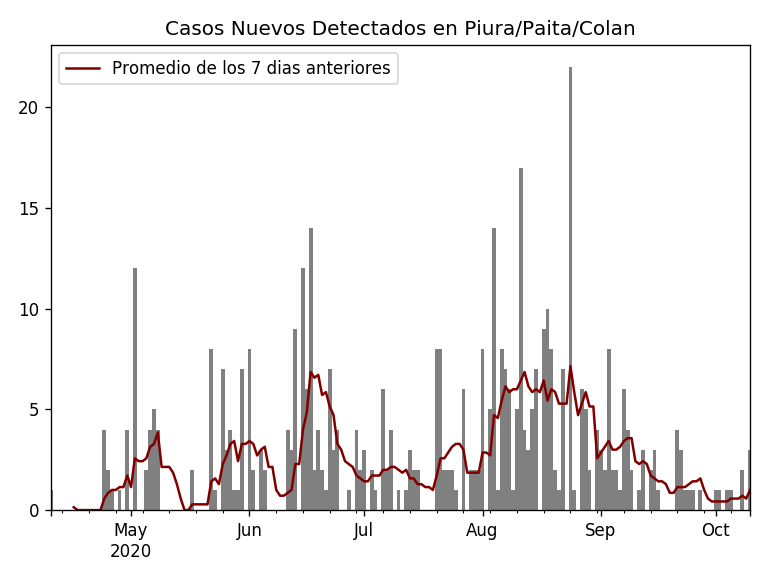 Casos Nuevos Detectados en Piura/Paita/Colan
Promedio de los 7 dias anteriores
20
15
10
5
0
May Jun Jul Aug Sep Oct
2020